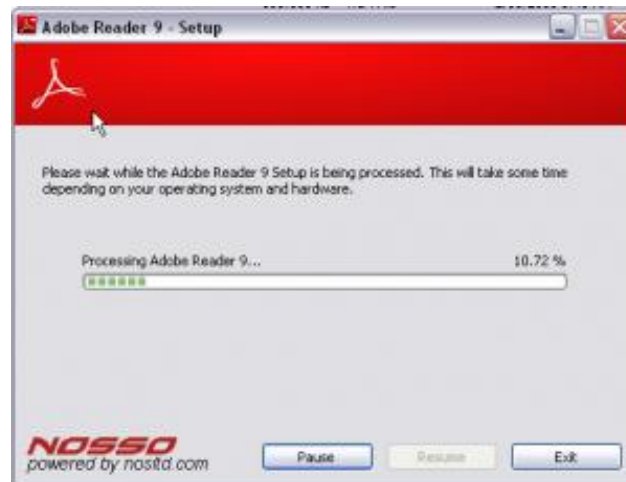 Adobe Reader 9 - Setup
Please wait while the Adobe Reader 9 Setup is being processed. This will take some time
depending on your operating system and hardware.
Processing Adobe Reader 9... 10.72 %
NOSSO
powered by nosltd.com
Pause Resume Exit